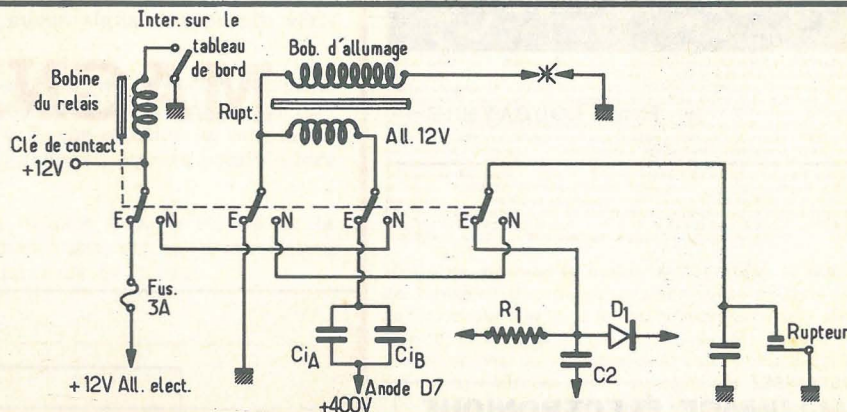 Inter. sur le
tableau
de bord
Bobine
du relais
Bob. d'allumage
Rupt.
All. 12V
Clé de contact
+12V
E N
E N
E N
E N
Fus.
3A
CiA
CiB
R1
D1
C2
Rupteur
+12V All. elect.
Anode D7
+400V